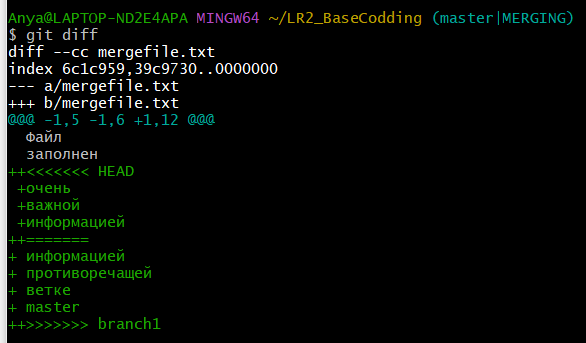 Anya@LAPTOP-ND2E4APA MINGW64 ~/LR2_BaseCodding (master|MERGING)
$ git diff
diff --cc mergefile.txt
index 6c1c959,39c9730..0000000
--- a/mergefile.txt
+++ b/mergefile.txt
@@@ -1,5 -1,6 +1,12 @@@
  Файл
  заполнен
++<<<<<<< HEAD
 +очень
 +важной
 +информацией
++=======
+ информацией
+ противоречащей
+ ветке
+ master
++>>>>>>> branch1